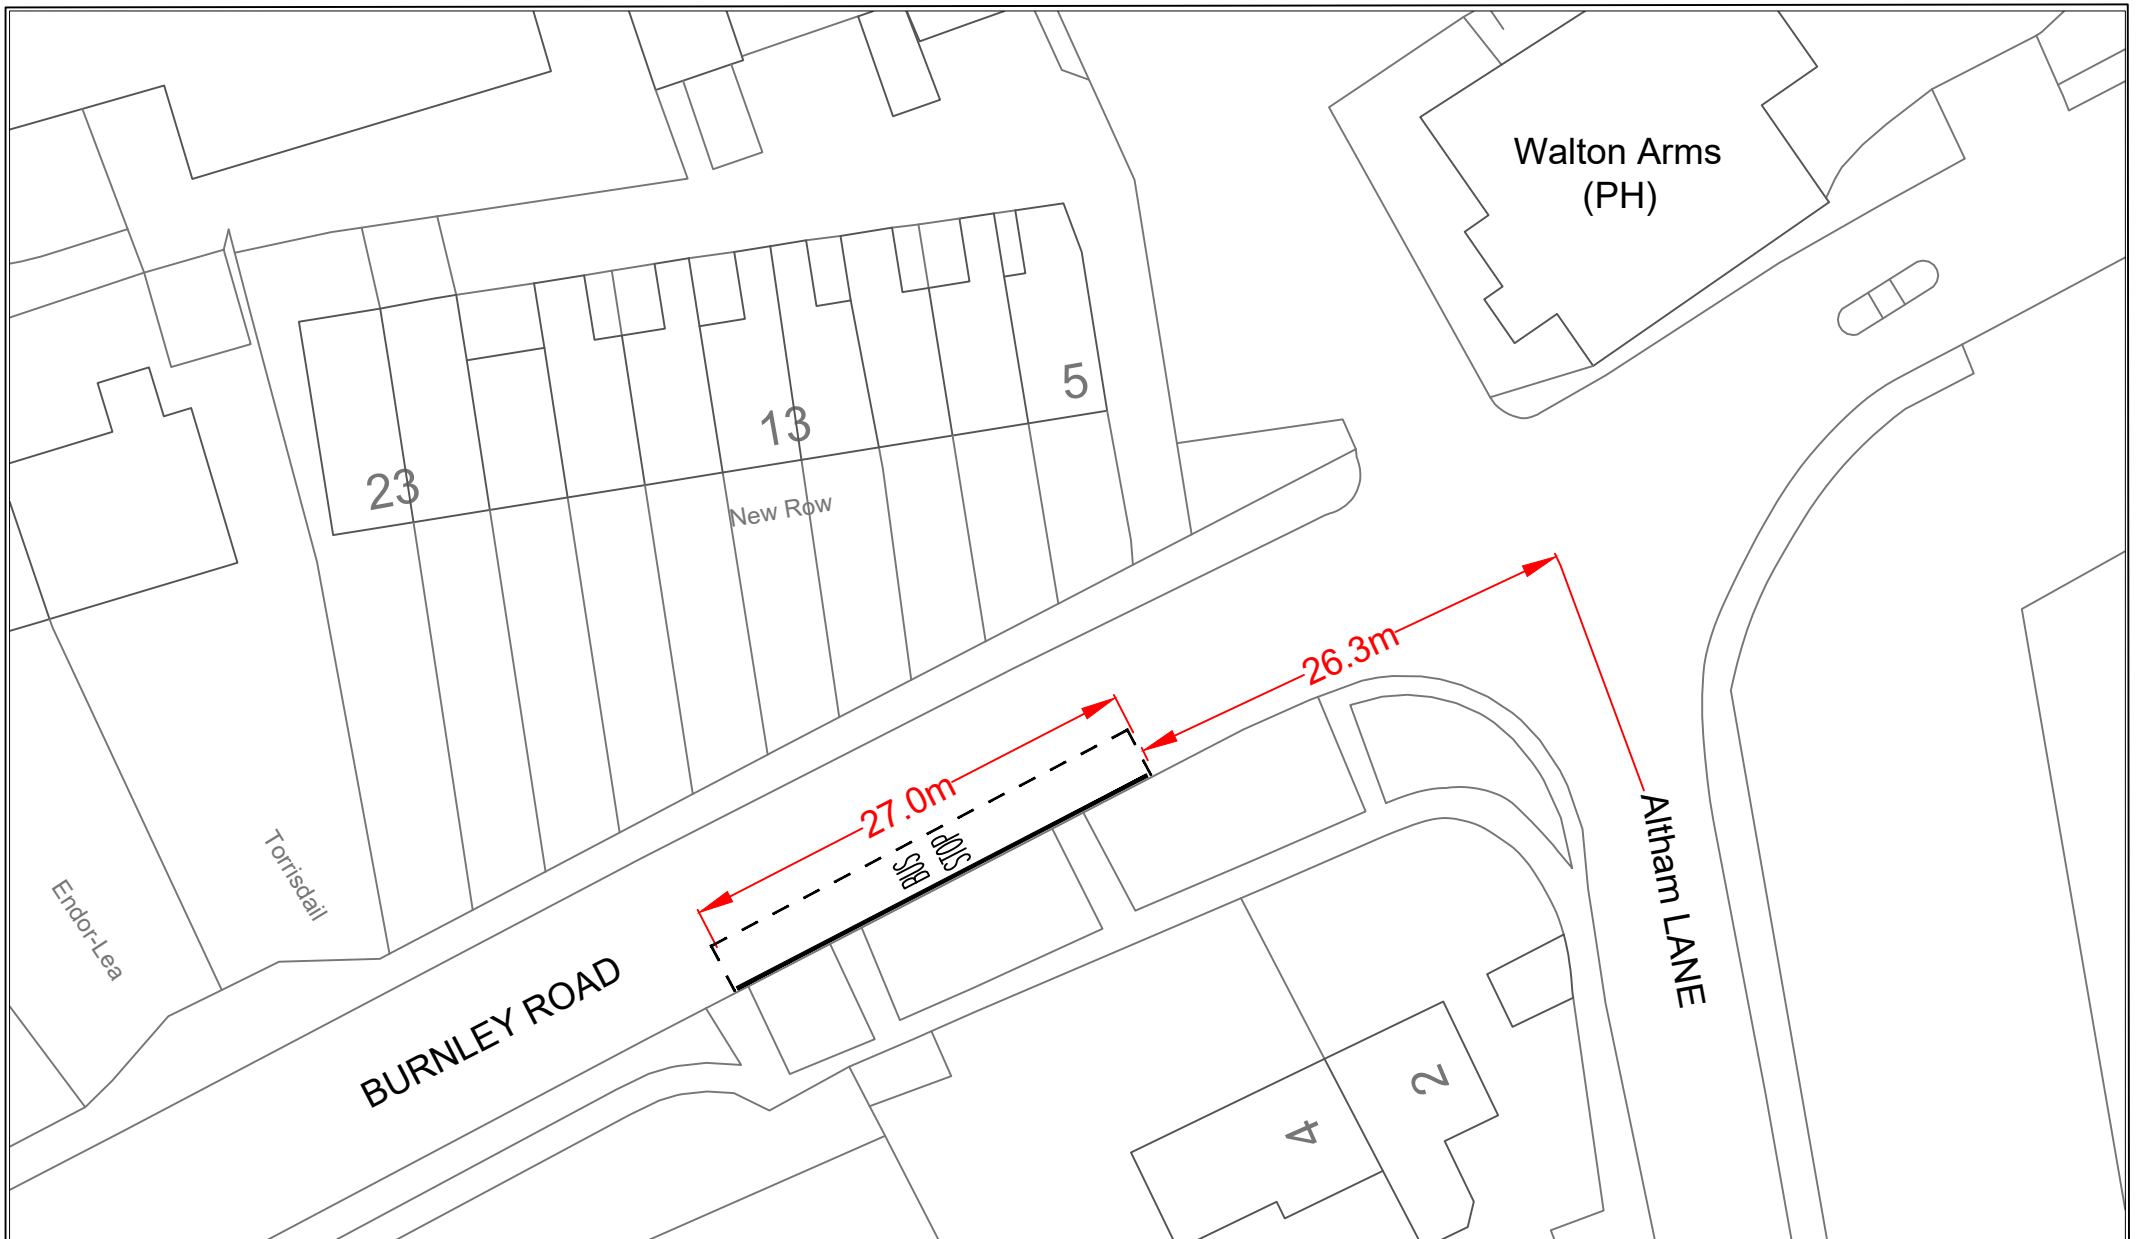 Walton Arms
(PH)
5
13
23
New Row
26.3m
27.0m
BUS
STOP
Altham LANE
Torrisdail
Endor-Lea
BURNLEY ROAD
2
4